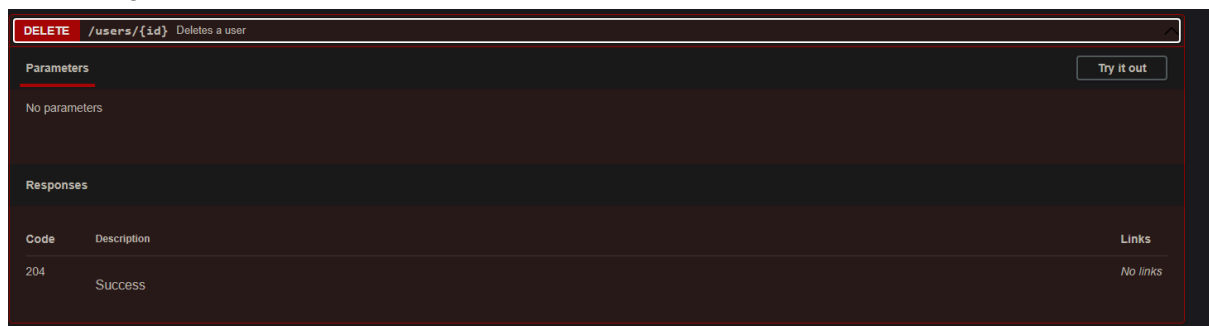 DELETE /users/{id} Deletes a user
Parameters Try it out
No parameters
Responses
Code Description Links
204 Success No links